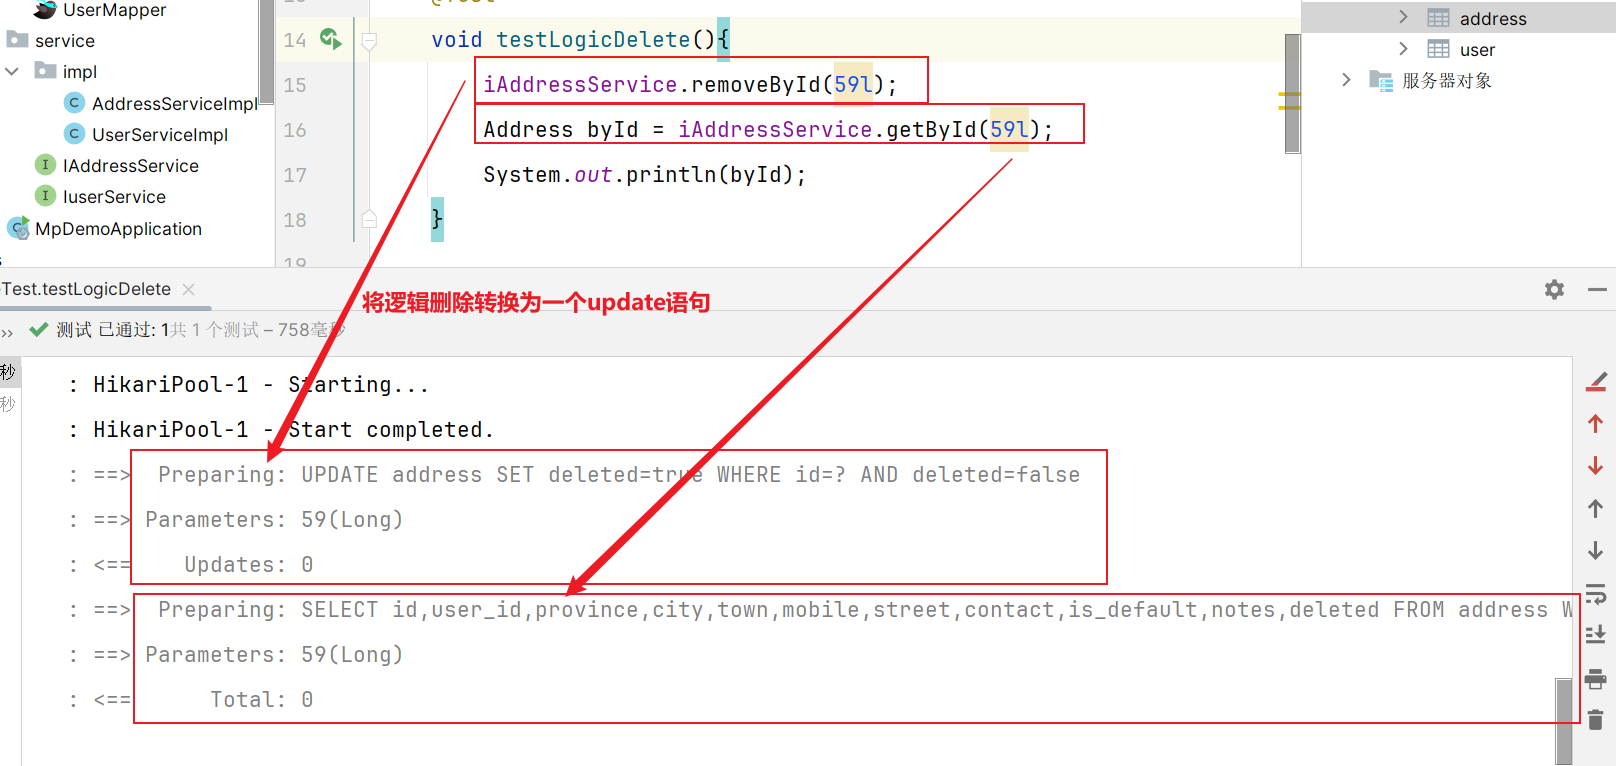 UserMapper
service
impl
AddressServiceImpl
UserServiceImpl
IAddressService
IuserService
MpDemoApplication
14 void testLogicDelete(){
15 iAddressService.removeById(59l);
16 Address byId = iAddressService.getById(59l);
17 System.out.println(byId);
18 }
19
address
user
服务器对象
Test.testLogicDelete
将逻辑删除转换为一个update语句
测试 已通过: 1共 1 个测试 – 758毫秒
秒
秒
: HikariPool-1 - Starting...
: HikariPool-1 - Start completed.
: ==> Preparing: UPDATE address SET deleted=true WHERE id=? AND deleted=false
: ==> Parameters: 59(Long)
: <== Updates: 0
: ==> Preparing: SELECT id,user_id,province,city,town,mobile,street,contact,is_default,notes,deleted FROM address W
: ==> Parameters: 59(Long)
: <== Total: 0